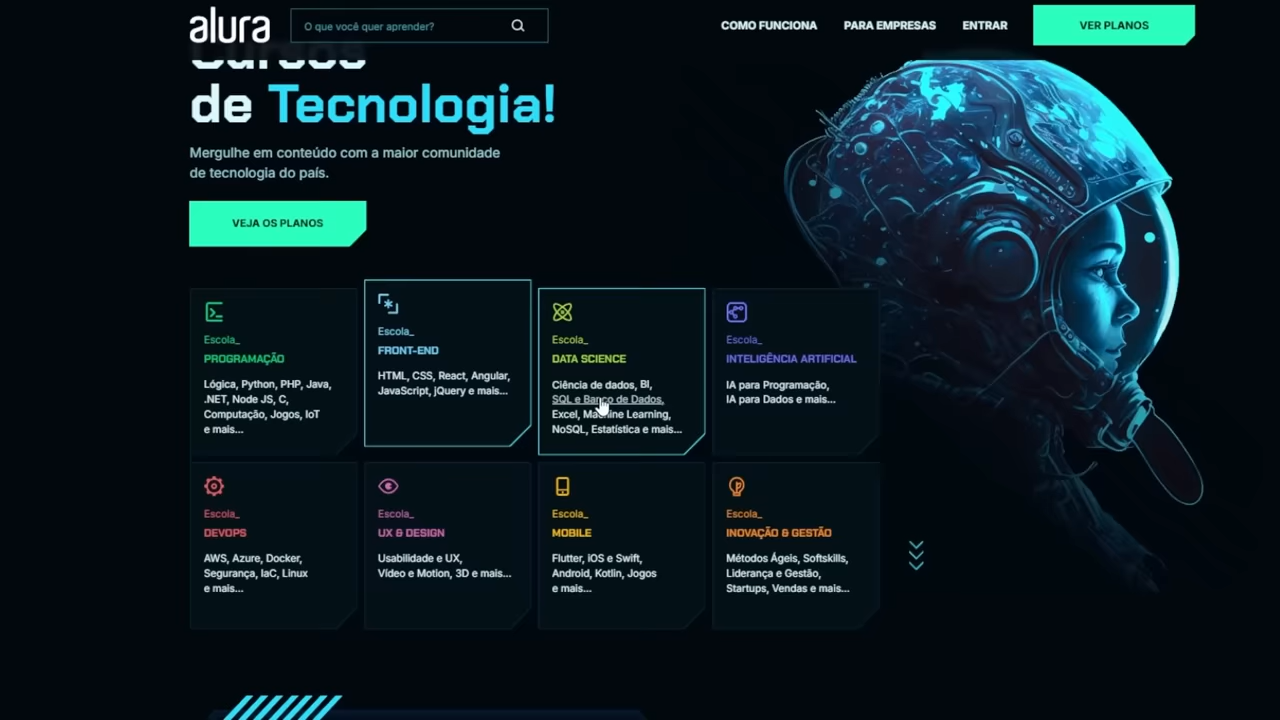 alura
O que você quer aprender?
COMO FUNCIONA
PARA EMPRESAS
ENTRAR
VER PLANOS
Cursos
de Tecnologia!
Mergulhe em conteúdo com a maior comunidade
de tecnologia do país.
VEJA OS PLANOS
Escola_
PROGRAMAÇÃO
Lógica, Python, PHP, Java,
.NET, Node JS, C,
Computação, Jogos, IoT
e mais...
Escola_
FRONT-END
HTML, CSS, React, Angular,
JavaScript, jQuery e mais...
Escola_
DATA SCIENCE
Ciência de dados, BI,
SQL e Banco de Dados,
Excel, Machine Learning,
NoSQL, Estatística e mais...
Escola_
INTELIGÊNCIA ARTIFICIAL
IA para Programação,
IA para Dados e mais...
Escola_
DEVOPS
AWS, Azure, Docker,
Segurança, IaC, Linux
e mais...
Escola_
UX & DESIGN
Usabilidade e UX,
Vídeo e Motion, 3D e mais...
Escola_
MOBILE
Flutter, iOS e Swift,
Android, Kotlin, Jogos
e mais...
Escola_
INOVAÇÃO & GESTÃO
Métodos Ágeis, Softskills,
Liderança e Gestão,
Startups, Vendas e mais...